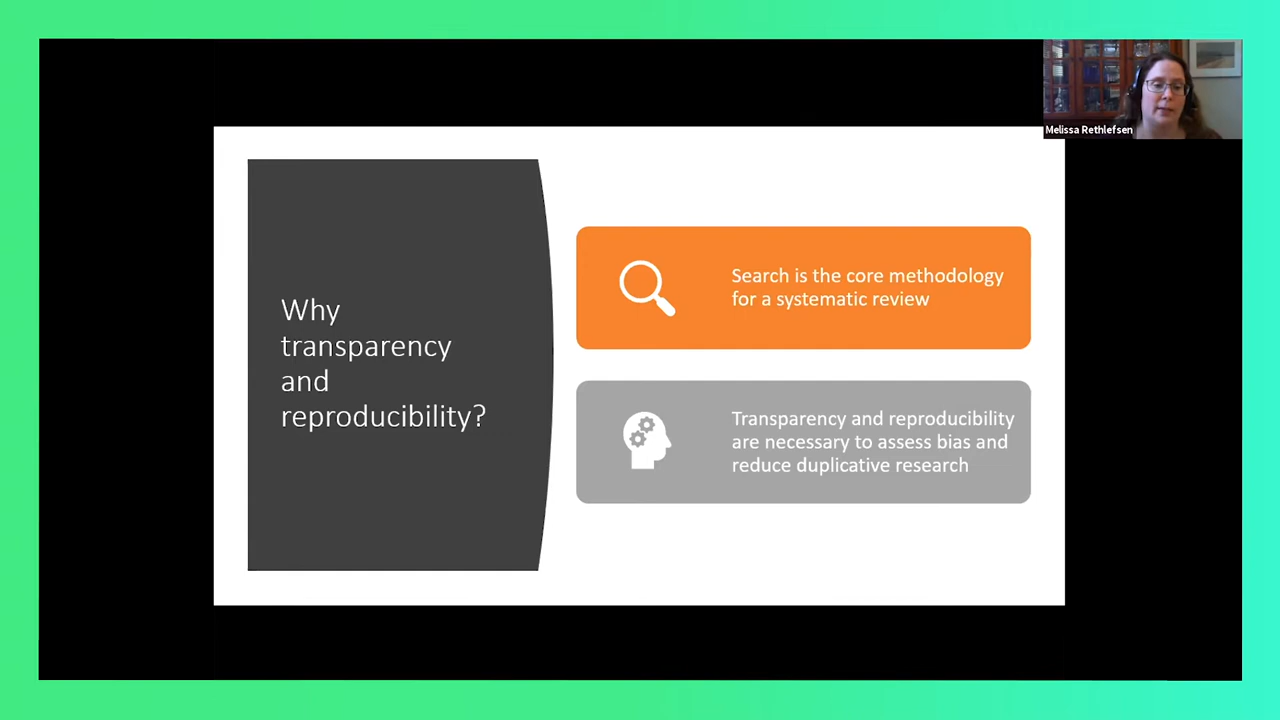 Melissa Rethlefsen
Why
transparency
and
reproducibility?
Search is the core methodology
for a systematic review
Transparency and reproducibility
are necessary to assess bias and
reduce duplicative research